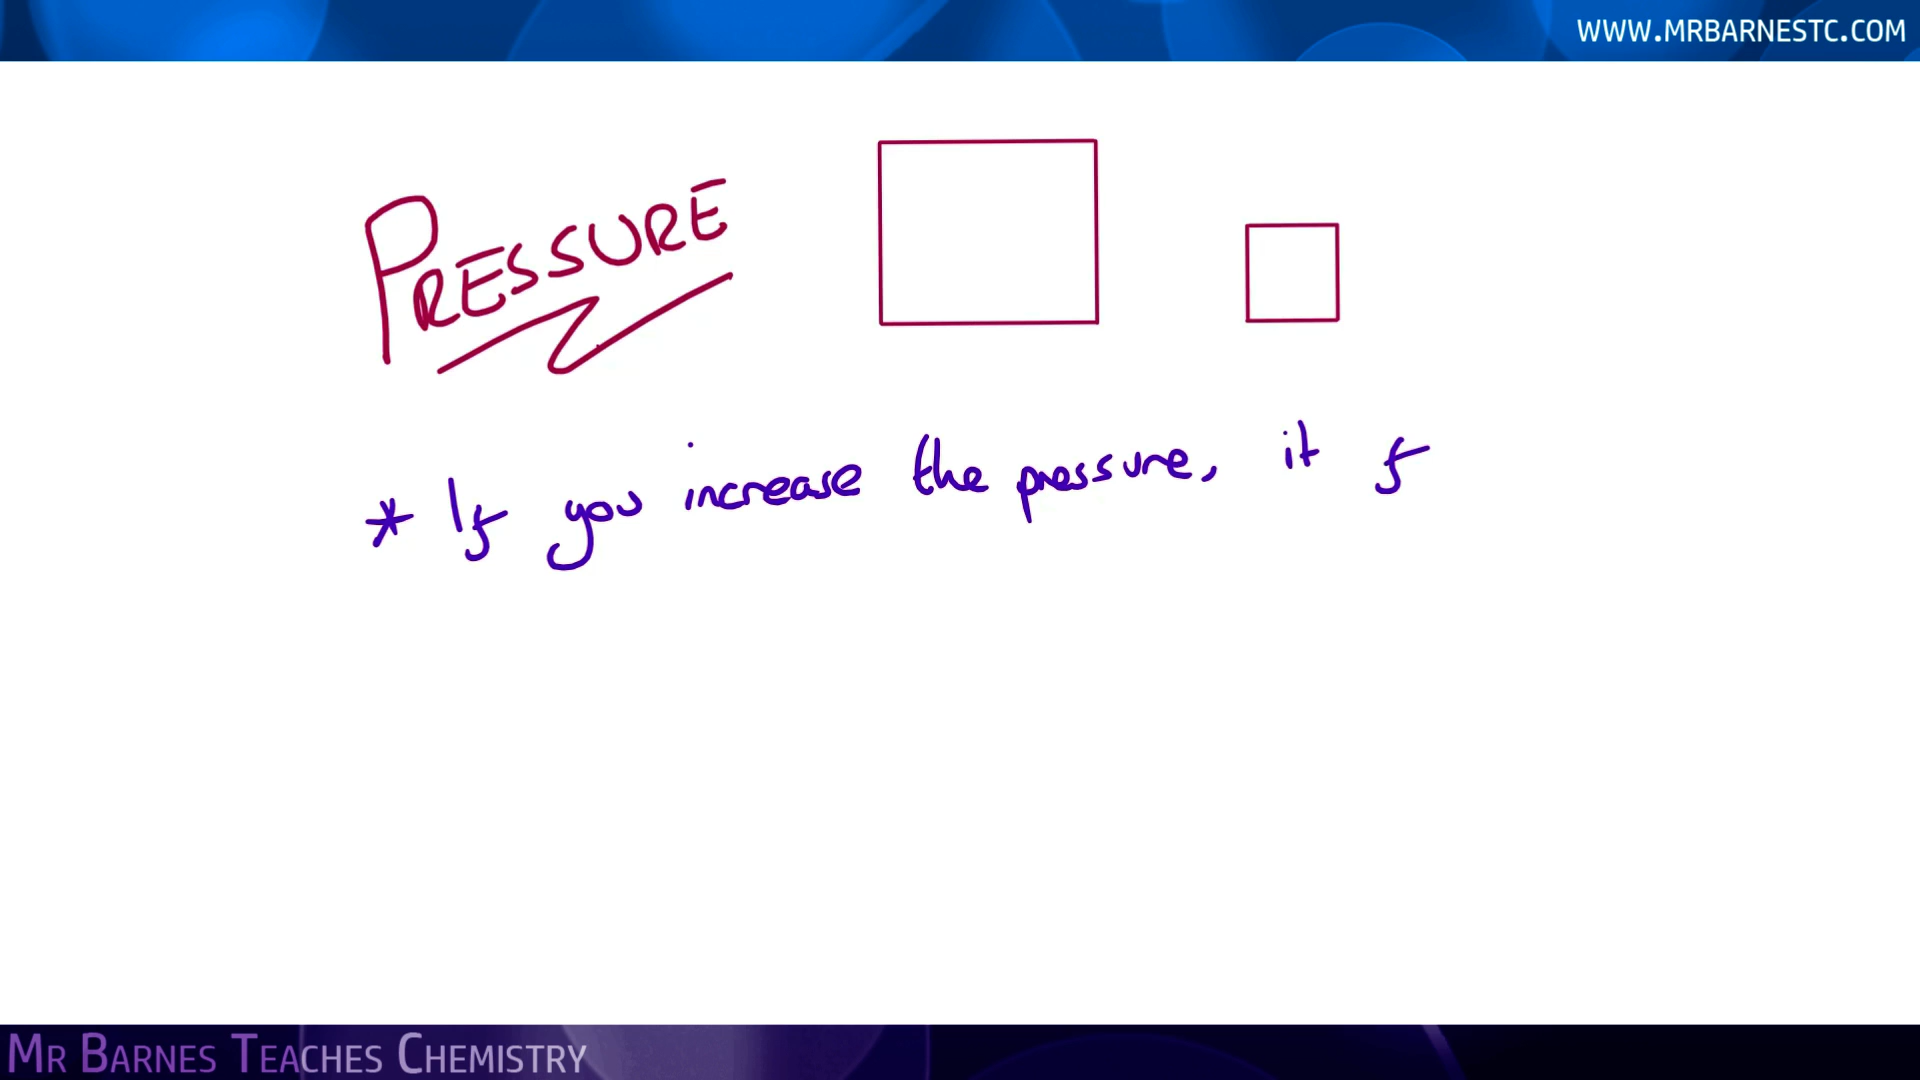 WWW.MRBARNESTC.COM
PRESSURE
* If you increase the pressure, it f
MR BARNES TEACHES CHEMISTRY